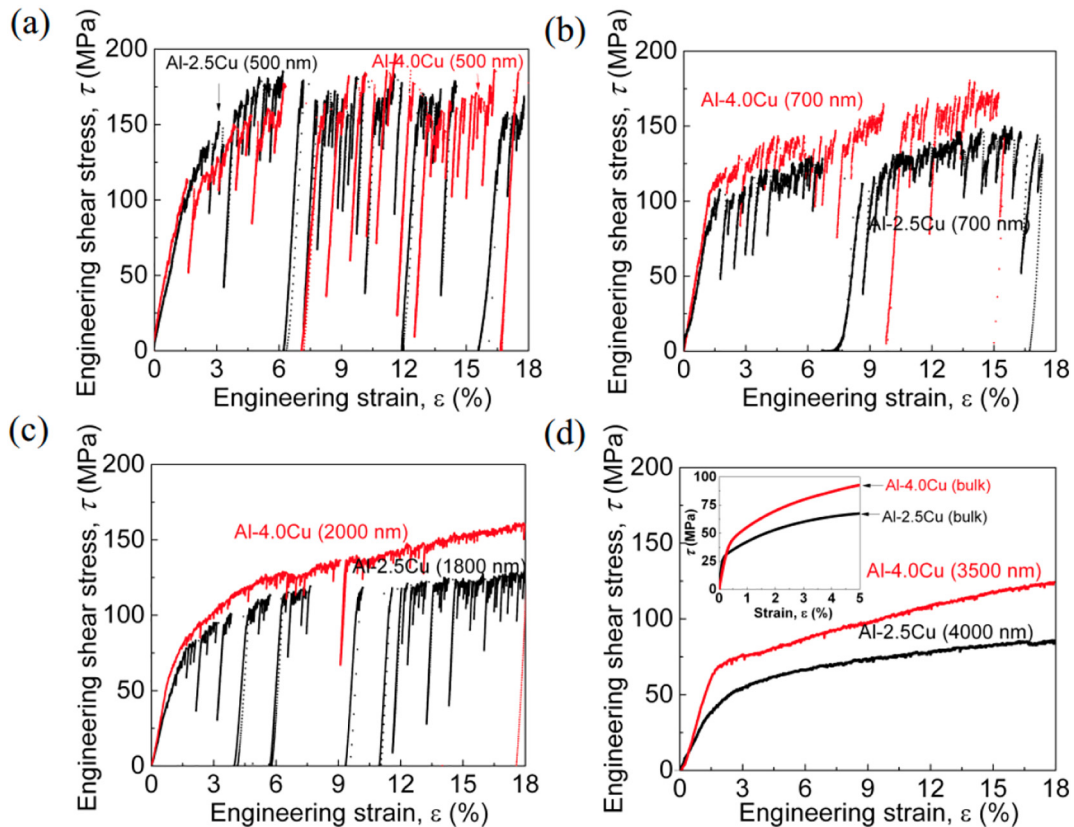 (a)
Engineering shear stress, τ (MPa)
200
150
100
50
0
Al-2.5Cu (500 nm)
Al-4.0Cu (500 nm)
0 3 6 9 12 15 18
Engineering strain, ε (%)
(b)
Engineering shear stress, τ (MPa)
200
150
100
50
0
Al-4.0Cu (700 nm)
Al-2.5Cu (700 nm)
0 3 6 9 12 15 18
Engineering strain, ε (%)
(c)
Engineering shear stress, τ (MPa)
200
150
100
50
0
Al-4.0Cu (2000 nm)
Al-2.5Cu (1800 nm)
0 3 6 9 12 15 18
Engineering strain, ε (%)
(d)
Engineering shear stress, τ (MPa)
200
150
100
50
0
τ (MPa)
100
75
50
25
0
Al-4.0Cu (bulk)
Al-2.5Cu (bulk)
0 1 2 3 4 5
Strain, ε (%)
Al-4.0Cu (3500 nm)
Al-2.5Cu (4000 nm)
0 3 6 9 12 15 18
Engineering strain, ε (%)